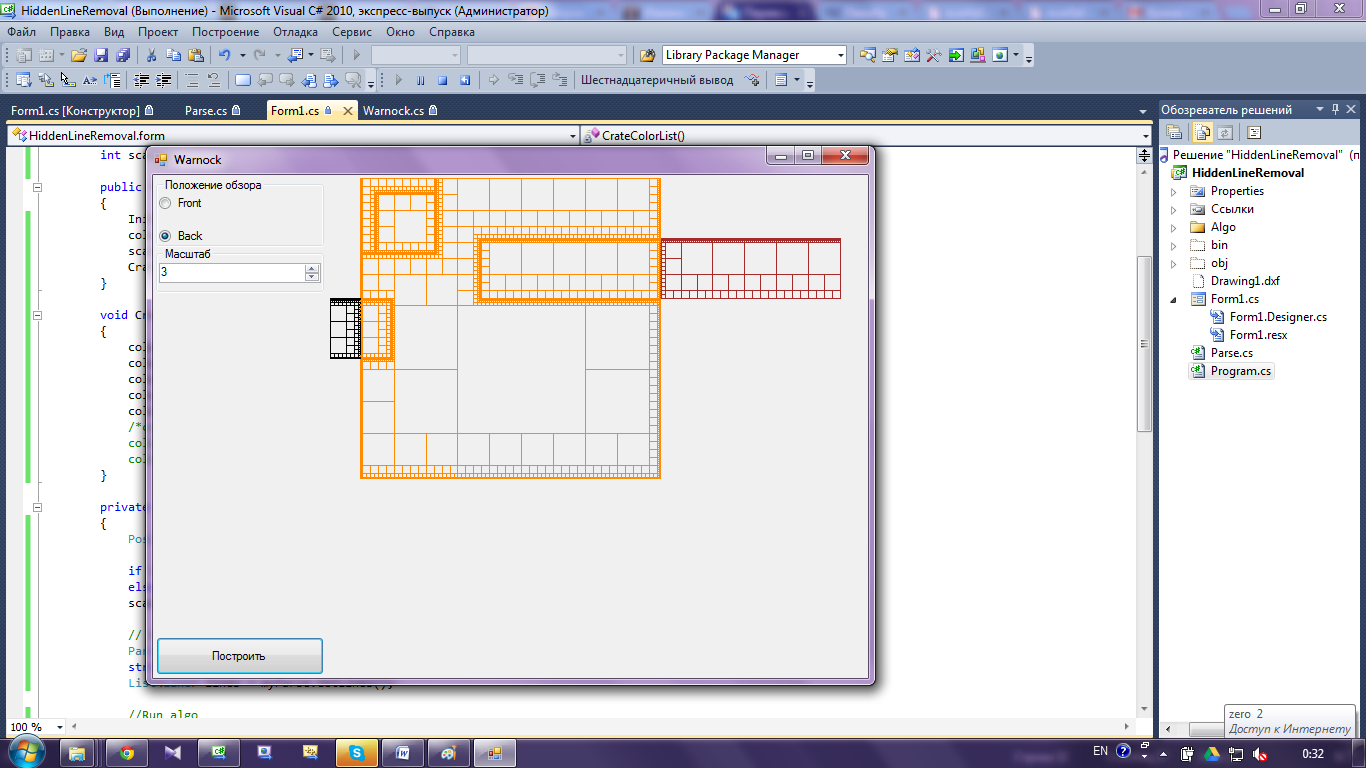 HiddenLineRemoval (Выполнение) - Microsoft Visual C# 2010, экспресс-выпуск (Администратор)
Файл Правка Вид Проект Построение Отладка Сервис Окно Справка
Library Package Manager
Шестнадцатеричный вывод
Form1.cs [Конструктор] Parse.cs Form1.cs Warnock.cs
HiddenLineRemoval.form CrateColorList()
int sca
public
{
Ini
col
sca
Cra
}
void Cr
{
col
col
col
col
col
/*c
col
col
}
private
{
Pos
if
els
sca
//
Par
str
//Run algo
100 %
Warnock
Положение обзора
Front
Back
Масштаб
3
Построить
Обозреватель решений
Решение "HiddenLineRemoval" (п
HiddenLineRemoval
Properties
Ссылки
Algo
bin
obj
Drawing1.dxf
Form1.cs
Form1.Designer.cs
Form1.resx
Parse.cs
Program.cs
zero 2
Доступ к Интернету
EN
0:32